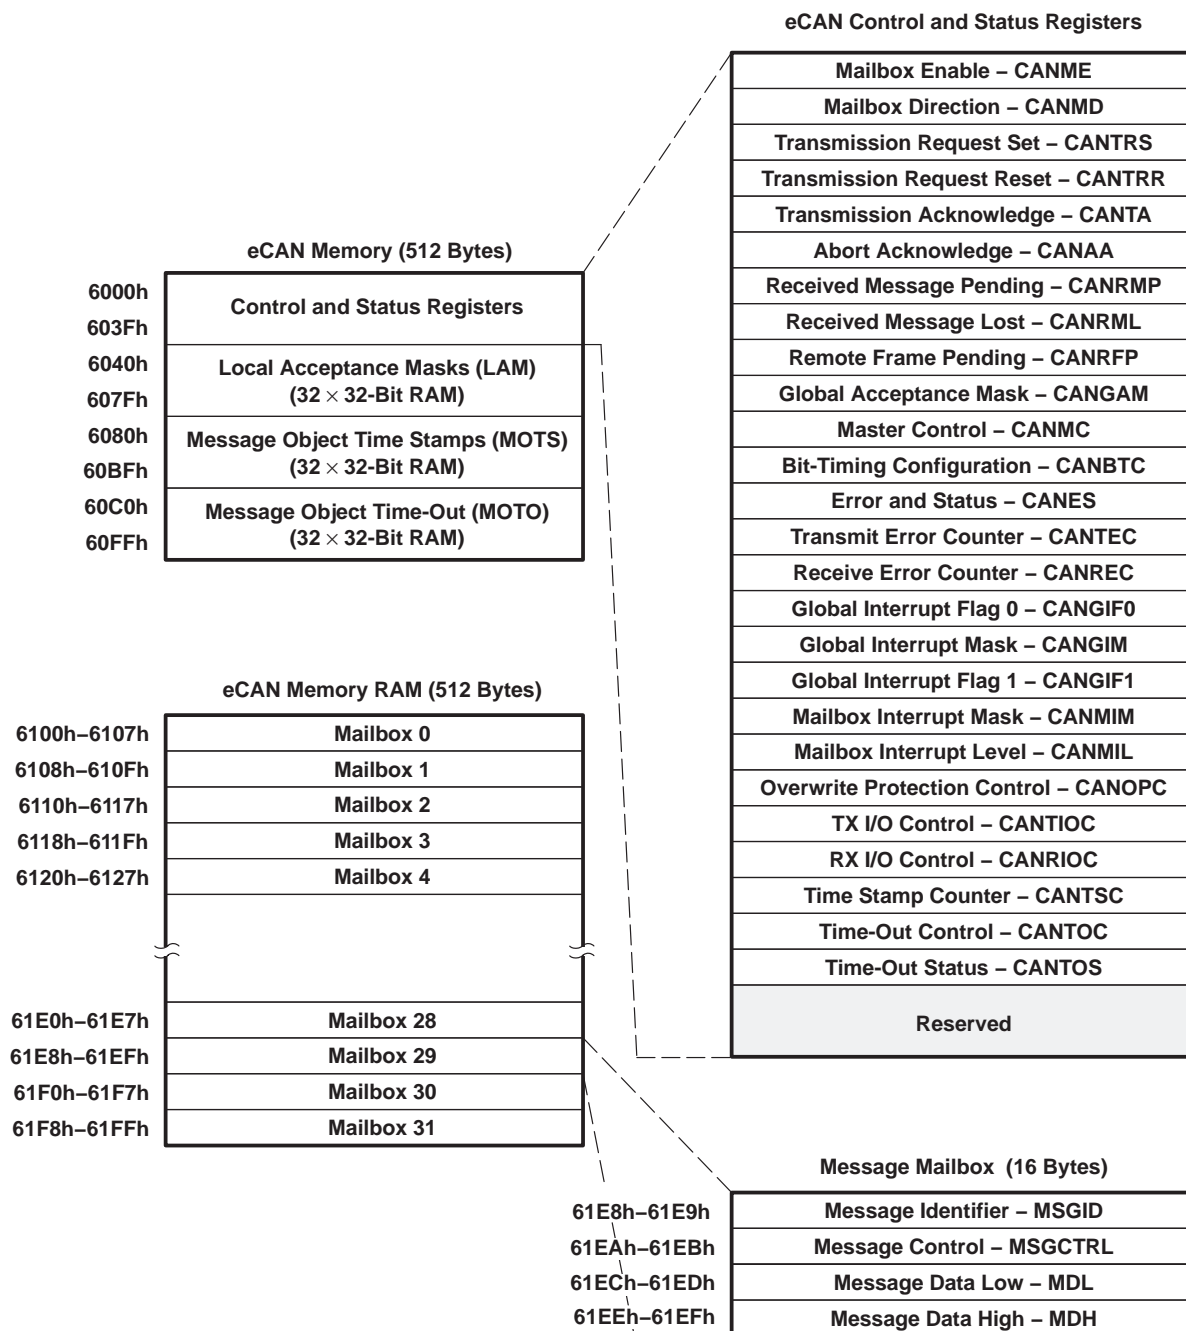 eCAN Control and Status Registers
Mailbox Enable – CANME
Mailbox Direction – CANMD
Transmission Request Set – CANTRS
Transmission Request Reset – CANTRR
Transmission Acknowledge – CANTA
Abort Acknowledge – CANAA
Received Message Pending – CANRMP
Received Message Lost – CANRML
Remote Frame Pending – CANRFP
Global Acceptance Mask – CANGAM
Master Control – CANMC
Bit-Timing Configuration – CANBTC
Error and Status – CANES
Transmit Error Counter – CANTEC
Receive Error Counter – CANREC
Global Interrupt Flag 0 – CANGIF0
Global Interrupt Mask – CANGIM
Global Interrupt Flag 1 – CANGIF1
Mailbox Interrupt Mask – CANMIM
Mailbox Interrupt Level – CANMIL
Overwrite Protection Control – CANOPC
TX I/O Control – CANTIOC
RX I/O Control – CANRIOC
Time Stamp Counter – CANTSC
Time-Out Control – CANTOC
Time-Out Status – CANTOS
Reserved
eCAN Memory (512 Bytes)
6000h
Control and Status Registers
603Fh
6040h
Local Acceptance Masks (LAM)
(32 × 32-Bit RAM)
607Fh
6080h
Message Object Time Stamps (MOTS)
(32 × 32-Bit RAM)
60BFh
60C0h
Message Object Time-Out (MOTO)
(32 × 32-Bit RAM)
60FFh
eCAN Memory RAM (512 Bytes)
6100h–6107h Mailbox 0
6108h–610Fh Mailbox 1
6110h–6117h Mailbox 2
6118h–611Fh Mailbox 3
6120h–6127h Mailbox 4
61E0h–61E7h Mailbox 28
61E8h–61EFh Mailbox 29
61F0h–61F7h Mailbox 30
61F8h–61FFh Mailbox 31
Message Mailbox (16 Bytes)
61E8h–61E9h Message Identifier – MSGID
61EAh–61EBh Message Control – MSGCTRL
61ECh–61EDh Message Data Low – MDL
61EEh–61EFh Message Data High – MDH